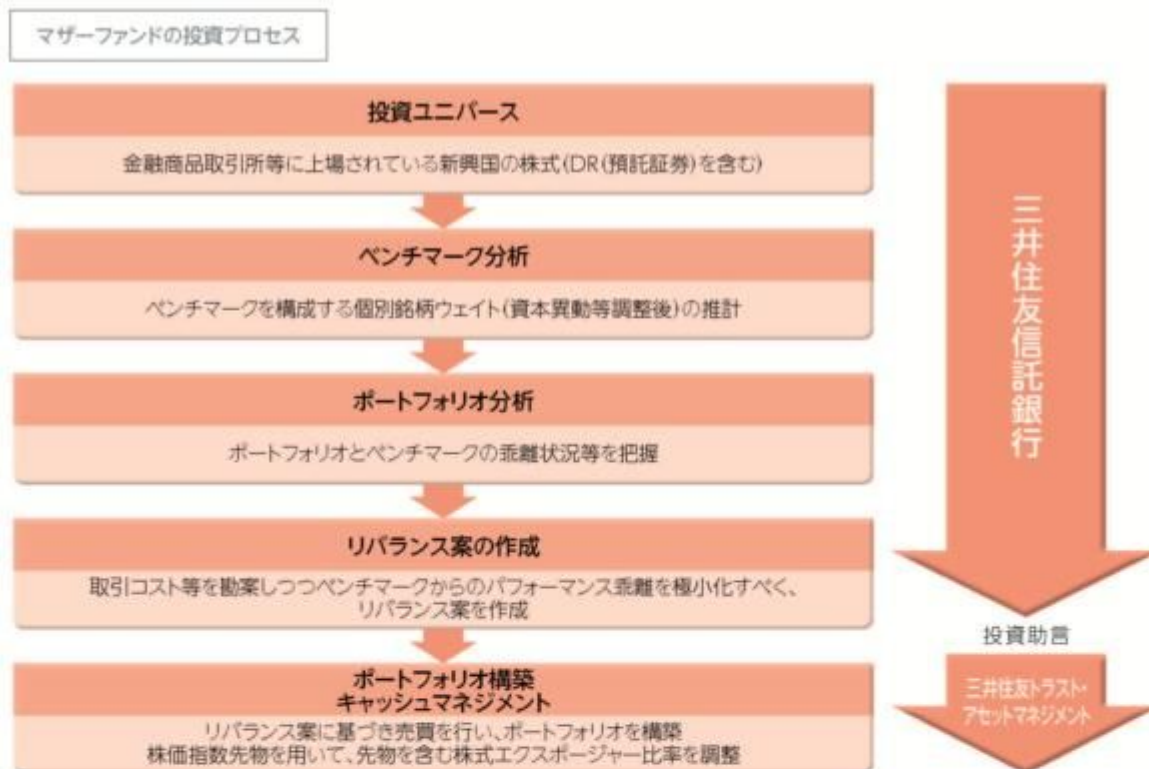 マザーファンドの投資プロセス
投資ユニバース
金融商品取引所等に上場されている新興国の株式(DR(預託証券)を含む)
ベンチマーク分析
ベンチマークを構成する個別銘柄ウェイト(資本異動等調整後)の推計
ポートフォリオ分析
ポートフォリオとベンチマークの乖離状況等を把握
リバランス案の作成
取引コスト等を勘案しつつベンチマークからのパフォーマンス乖離を極小化すべく、
リバランス案を作成
ポートフォリオ構築
キャッシュマネジメント
リバランス案に基づき売買を行い、ポートフォリオを構築
株価指数先物を用いて、先物を含む株式エクスポージャー比率を調整
三井住友信託銀行
投資助言
三井住友トラスト・
アセットマネジメント